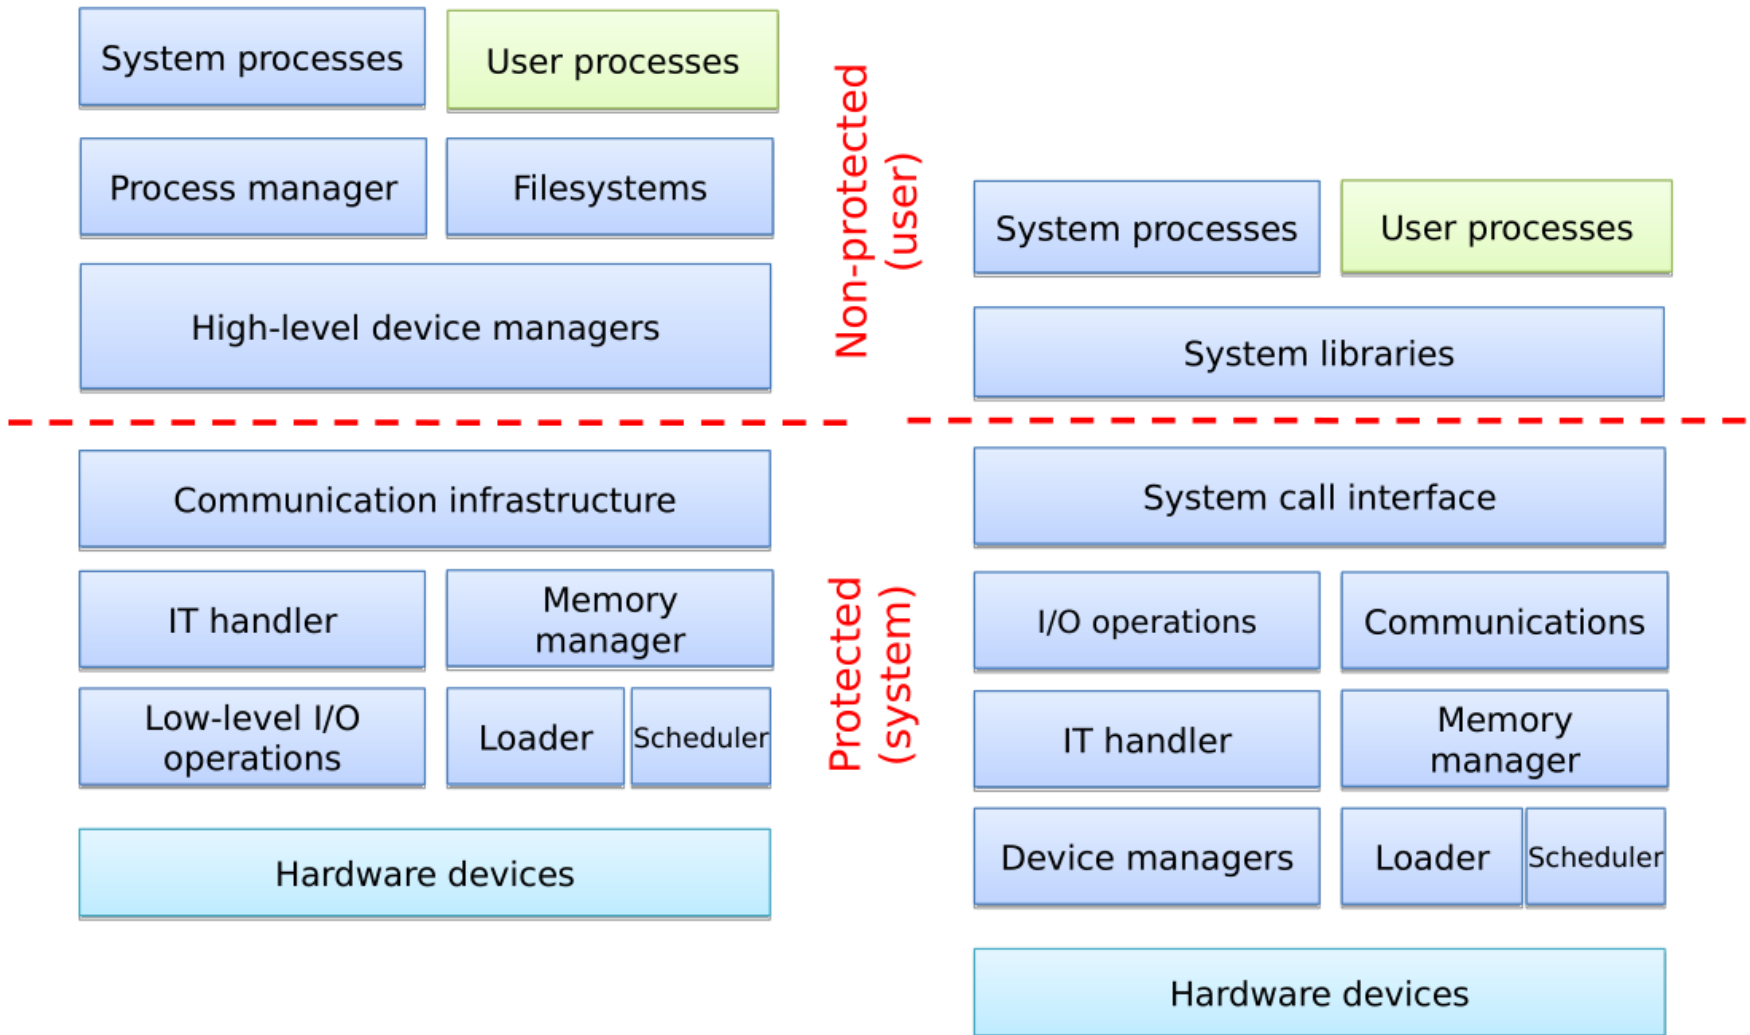 System processes
User processes
Process manager
Filesystems
High-level device managers
Non-protected
(user)
Communication infrastructure
IT handler
Memory
manager
Low-level I/O
operations
Loader
Scheduler
Hardware devices
Protected
(system)
System processes
User processes
System libraries
System call interface
I/O operations
Communications
IT handler
Memory
manager
Device managers
Loader
Scheduler
Hardware devices